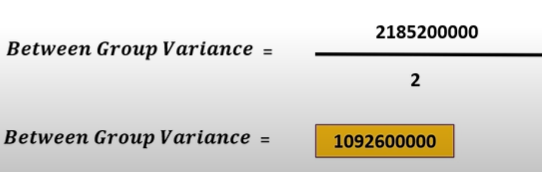 2185200000
Between Group Variance =
2
Between Group Variance = 1092600000